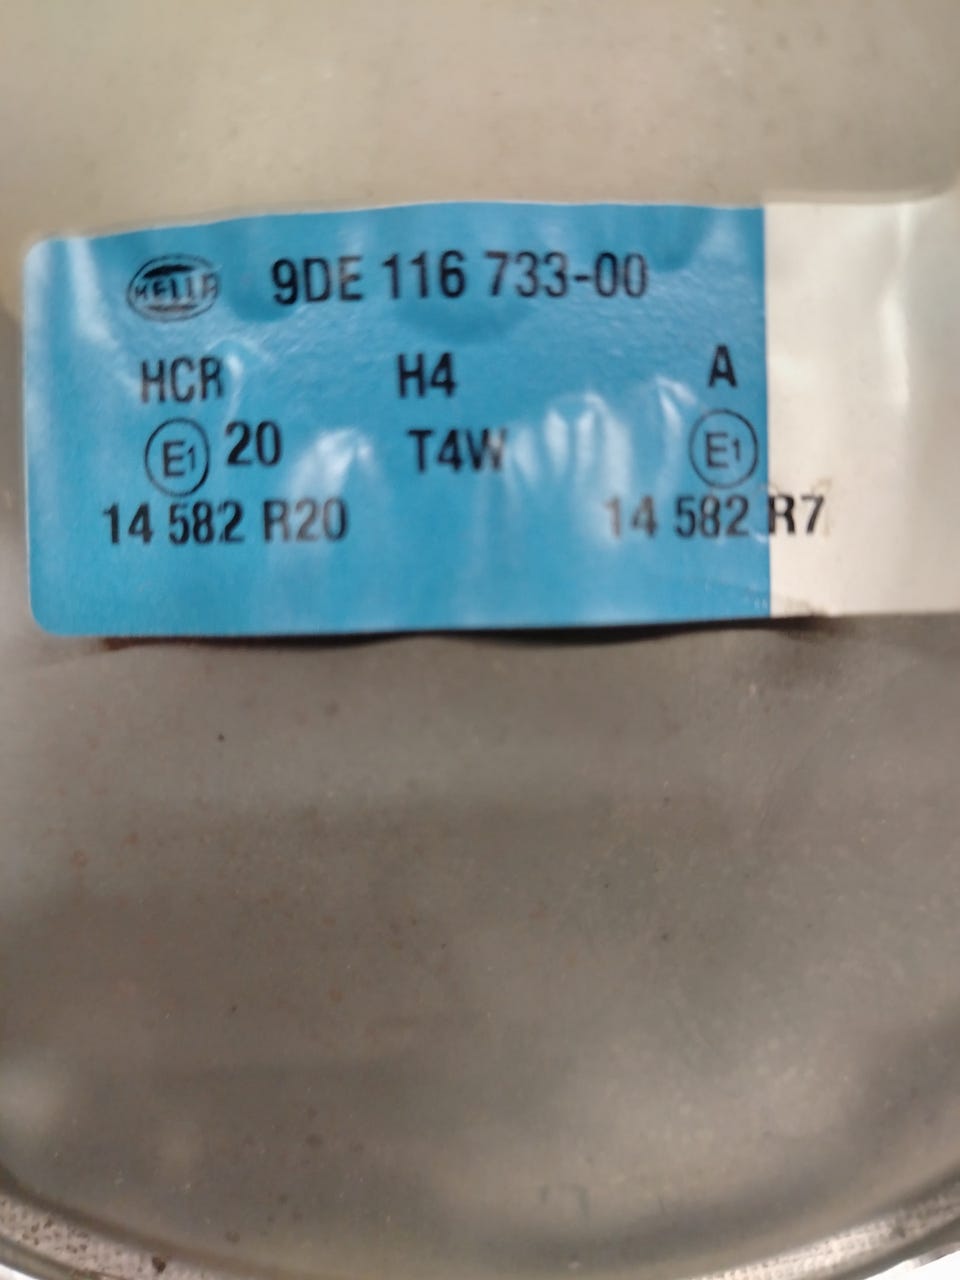 HELLA 9DE 116 733-00
HCR H4 A
E1 20 T4W E1
14 582 R20 14 582 R7